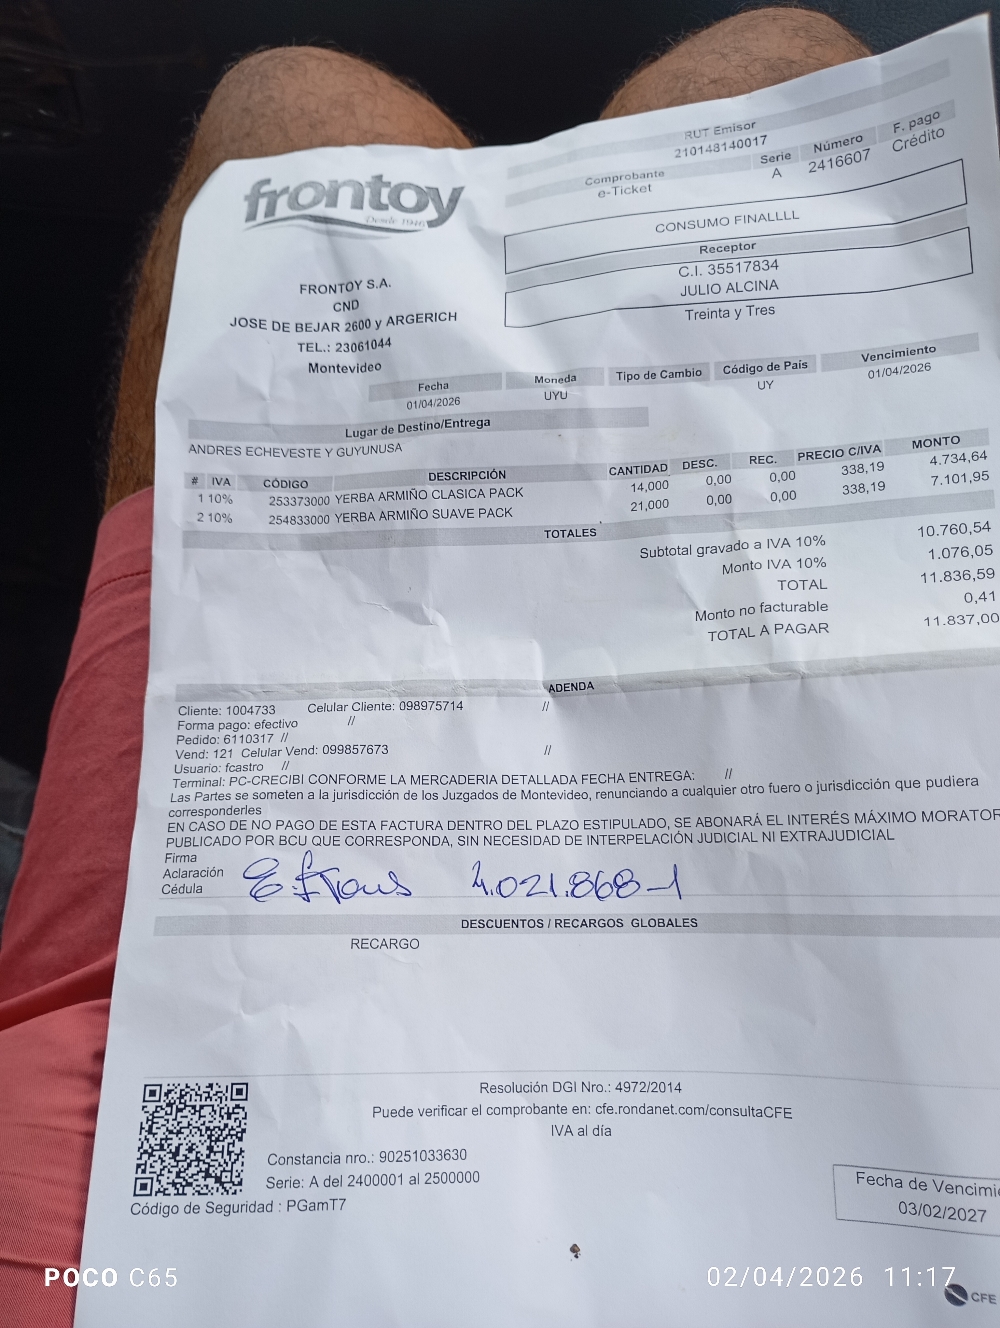 frontoy
Desde 1946
RUT Emisor
210148140017
Comprobante Serie Número F. pago
e-Ticket A 2416607 Crédito
CONSUMO FINALLLL
Receptor
C.I. 35517834
JULIO ALCINA
Treinta y Tres
FRONTOY S.A.
CND
JOSE DE BEJAR 2600 y ARGERICH
TEL.: 23061044
Montevideo
Fecha Moneda Tipo de Cambio Código de País Vencimiento
01/04/2026 UYU UY 01/04/2026
Lugar de Destino/Entrega
ANDRES ECHEVESTE Y GUYUNUSA
# IVA CÓDIGO DESCRIPCIÓN CANTIDAD DESC. REC. PRECIO C/IVA MONTO
1 10% 253373000 YERBA ARMIÑO CLASICA PACK 14,000 0,00 0,00 338,19 4.734,64
2 10% 254833000 YERBA ARMIÑO SUAVE PACK 21,000 0,00 0,00 338,19 7.101,95
TOTALES
Subtotal gravado a IVA 10% 10.760,54
Monto IVA 10% 1.076,05
TOTAL 11.836,59
Monto no facturable 0,41
TOTAL A PAGAR 11.837,00
ADENDA
Cliente: 1004733 Celular Cliente: 098975714 //
Forma pago: efectivo //
Pedido: 6110317 //
Vend: 121 Celular Vend: 099857673 //
Usuario: fcastro //
Terminal: PC-CRECIBI CONFORME LA MERCADERIA DETALLADA FECHA ENTREGA: //
Las Partes se someten a la jurisdicción de los Juzgados de Montevideo, renunciando a cualquier otro fuero o jurisdicción que pudiera
corresponderles
EN CASO DE NO PAGO DE ESTA FACTURA DENTRO DEL PLAZO ESTIPULADO, SE ABONARÁ EL INTERÉS MÁXIMO MORATOR
PUBLICADO POR BCU QUE CORRESPONDA, SIN NECESIDAD DE INTERPELACIÓN JUDICIAL NI EXTRAJUDICIAL
Firma
Aclaración
Cédula 4.021.868-1
DESCUENTOS / RECARGOS GLOBALES
RECARGO
Resolución DGI Nro.: 4972/2014
Puede verificar el comprobante en: cfe.rondanet.com/consultaCFE
IVA al día
Constancia nro.: 90251033630
Serie: A del 2400001 al 2500000
Código de Seguridad : PGamT7
Fecha de Vencimi
03/02/2027
CFE
POCO C65
02/04/2026 11:17